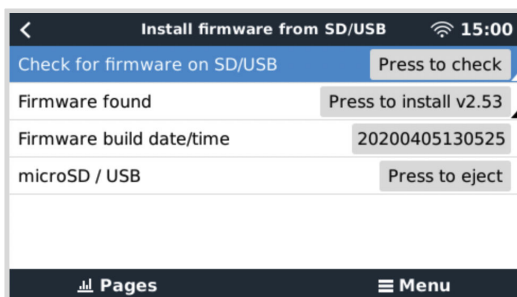 Install firmware from SD/USB 15:00
Check for firmware on SD/USB Press to check
Firmware found Press to install v2.53
Firmware build date/time 20200405130525
microSD / USB Press to eject
Pages Menu